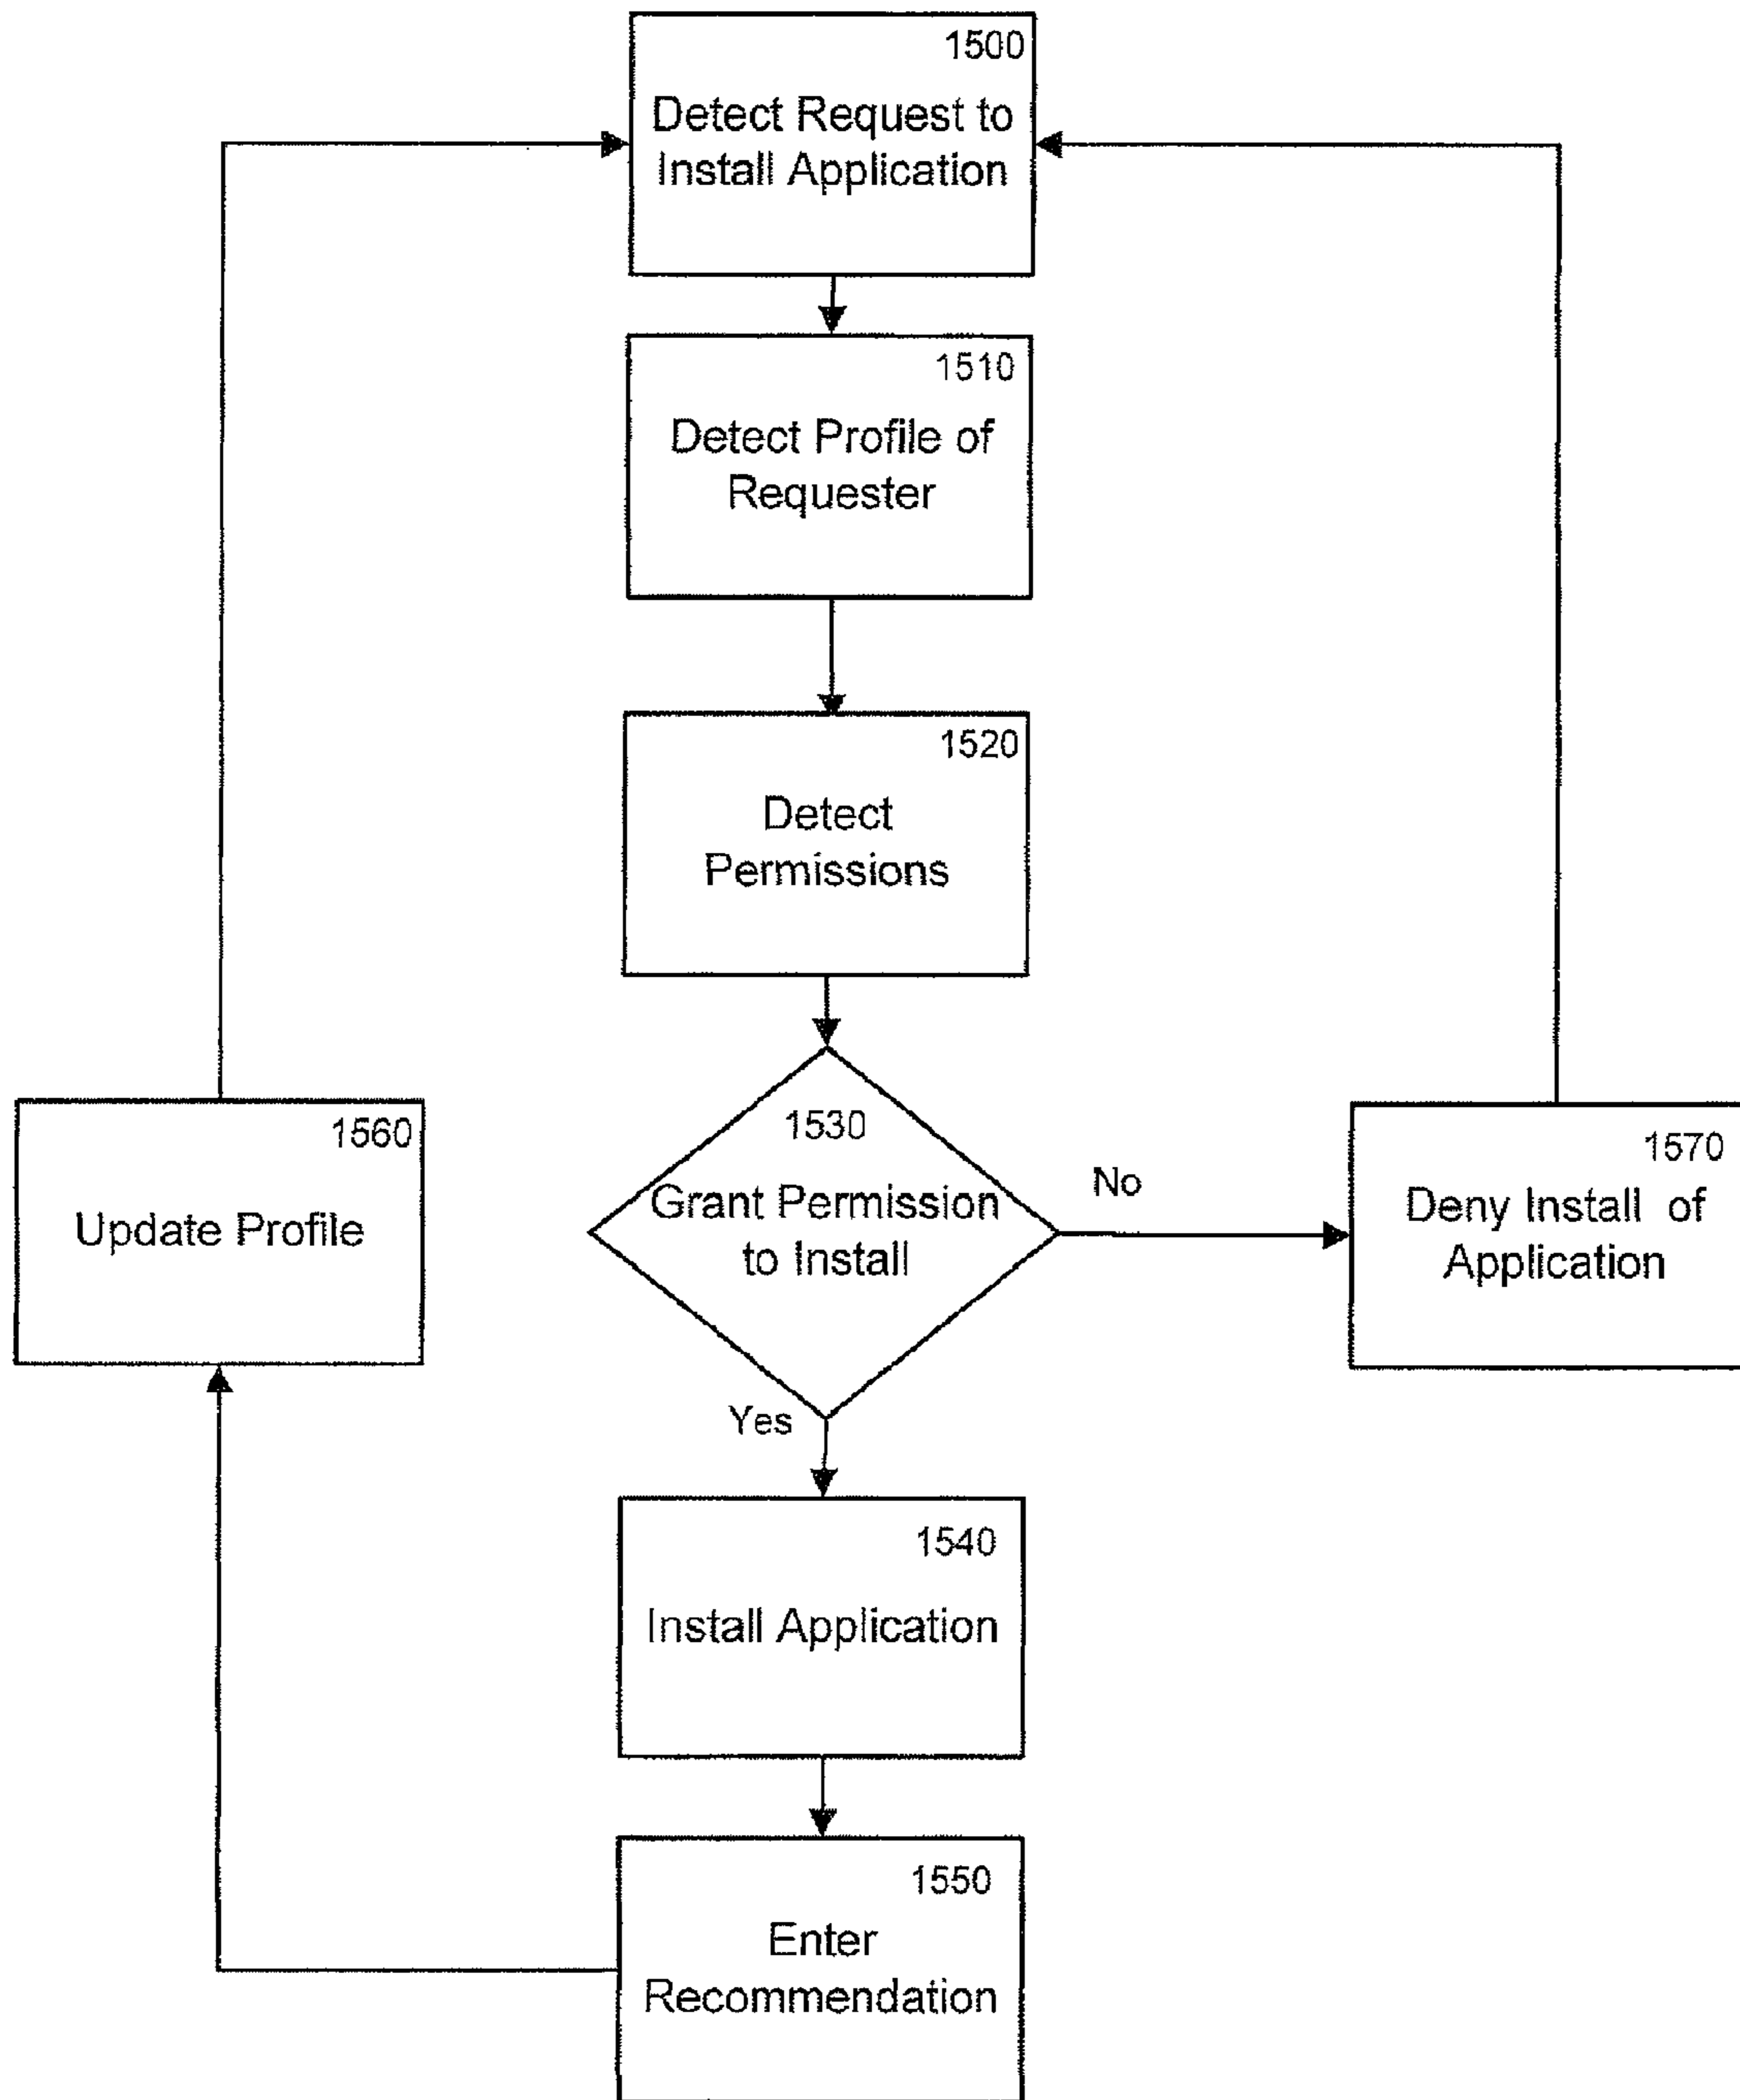 1500
Detect Request to
Install Application
1510
Detect Profile of
Requester
1520
Detect
Permissions
1560
Update Profile
1530
Grant Permission
to Install
No
1570
Deny Install of
Application
Yes
1540
Install Application
1550
Enter
Recommendation